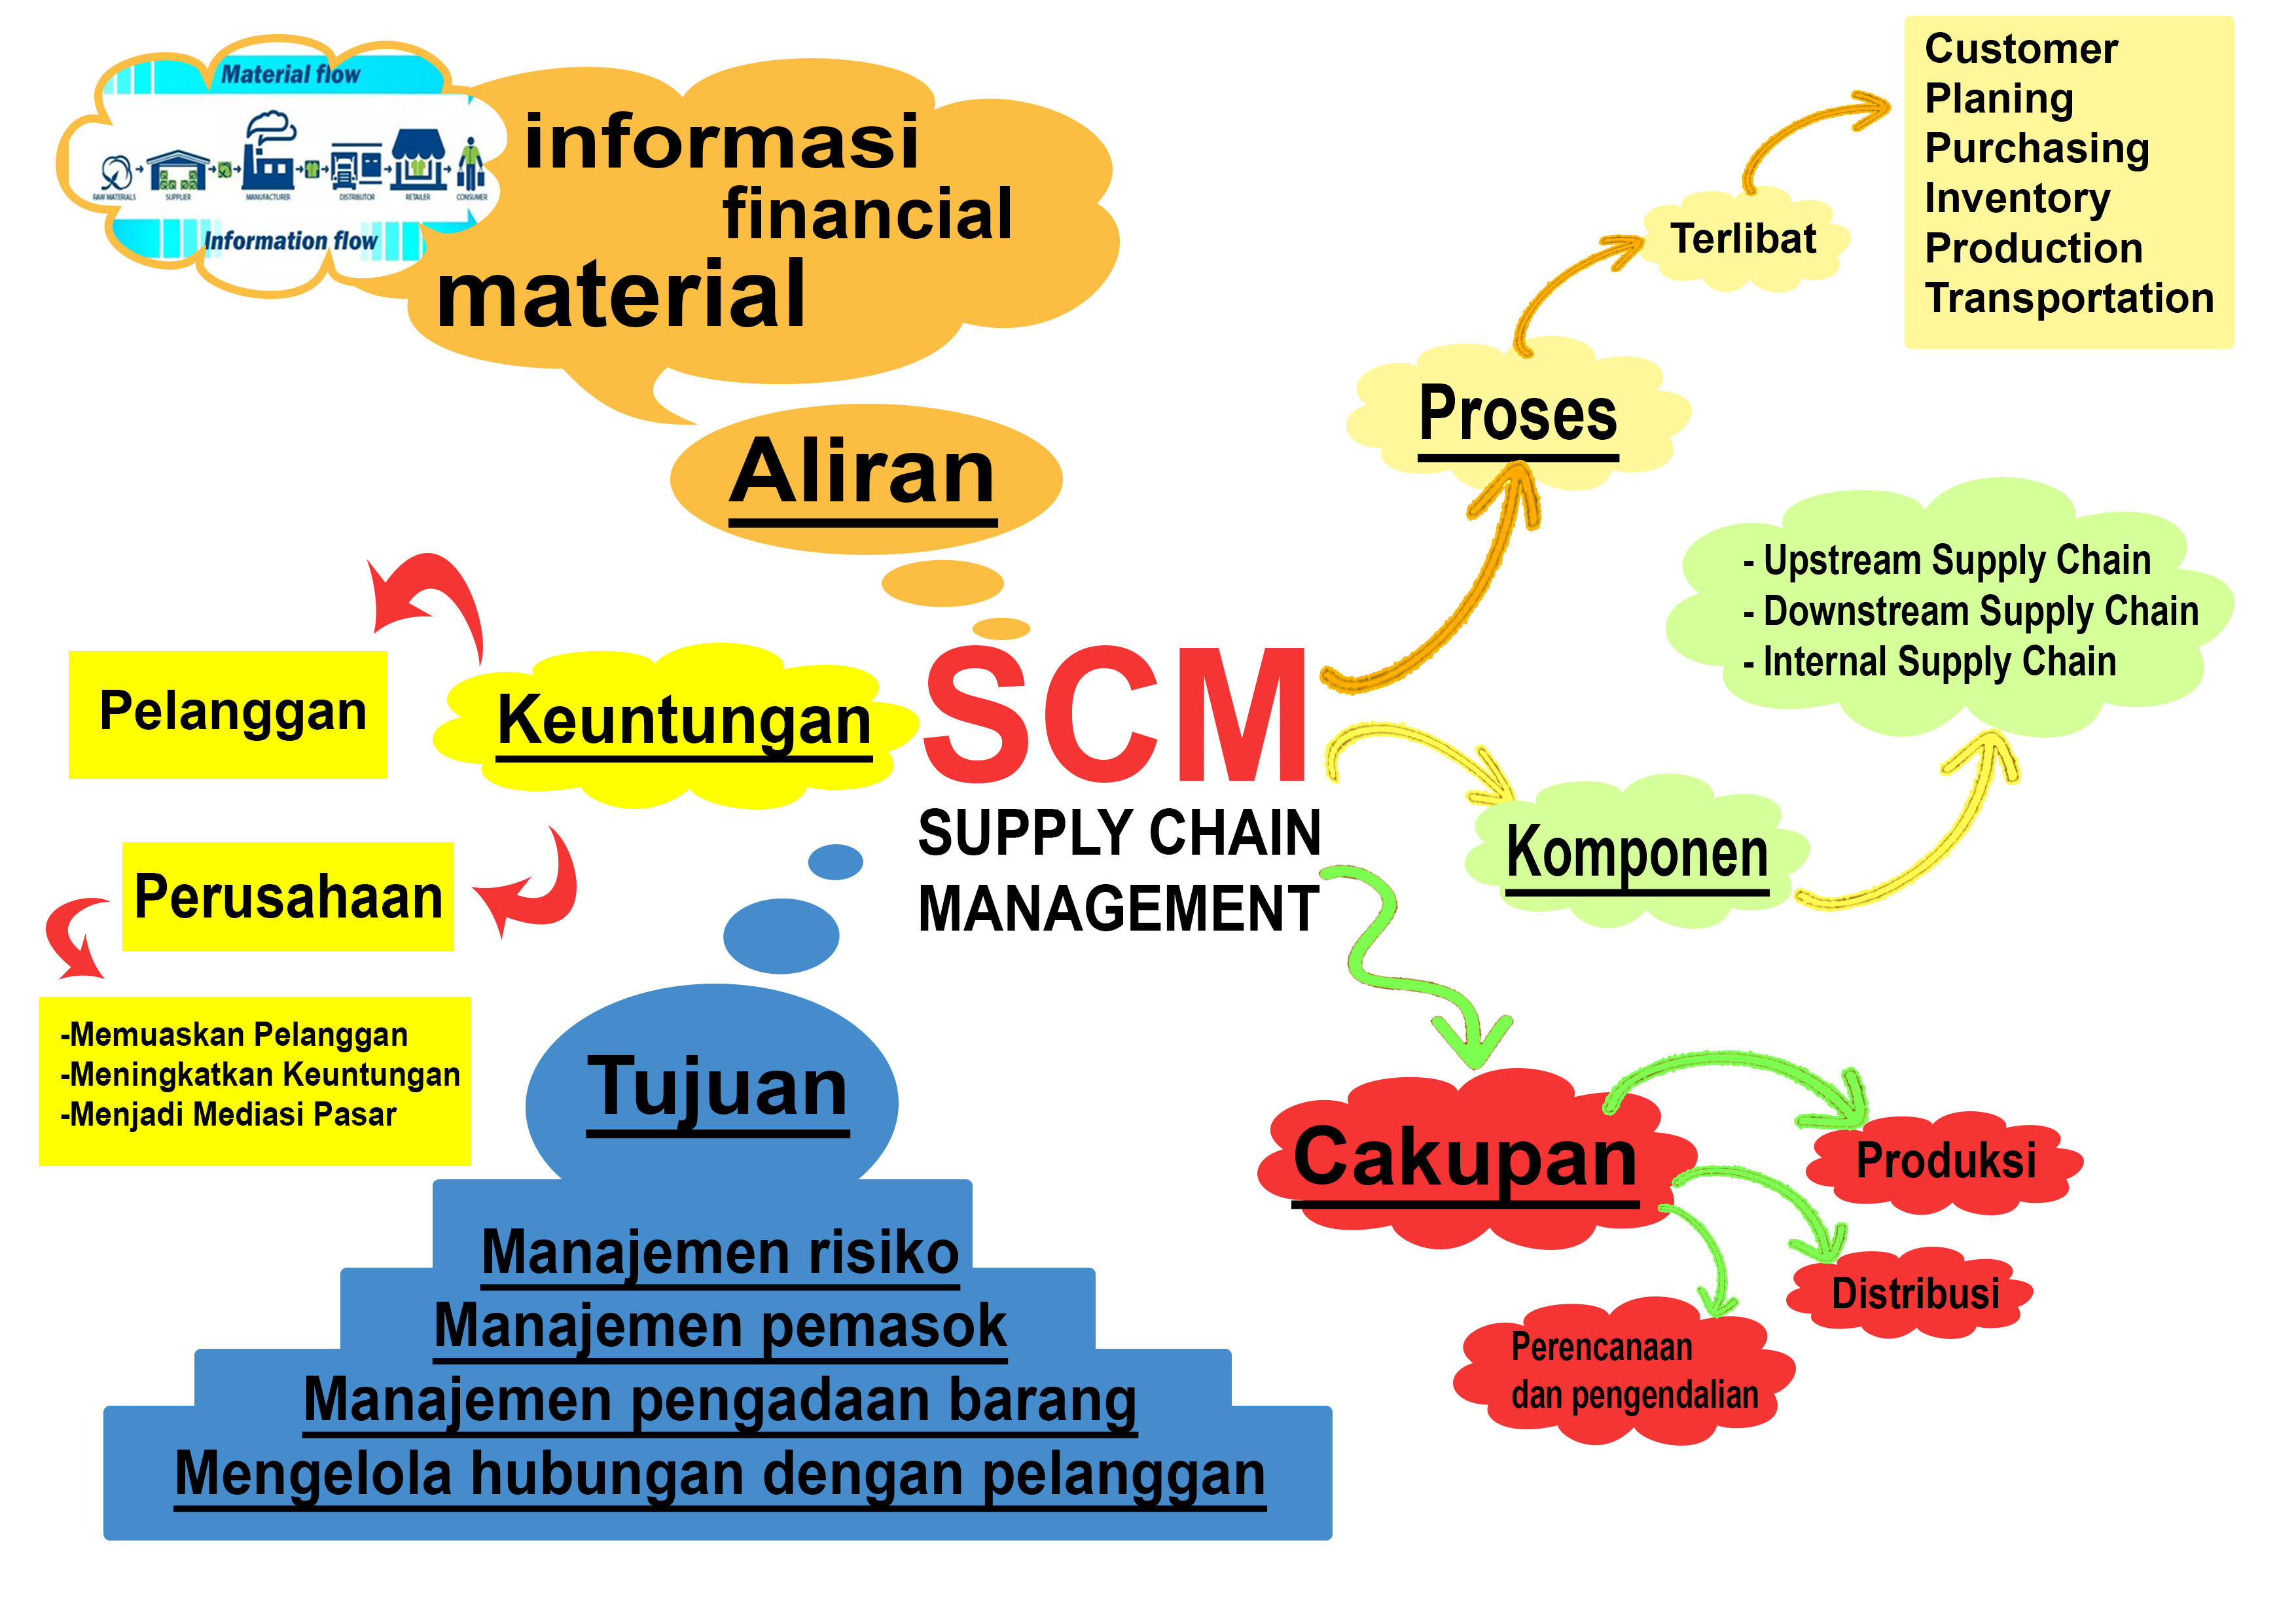 Material flow
RAW MATERIALS
SUPPLIER
MANUFACTURER
DISTRIBUTOR
RETAILER
CONSUMER
Information flow
informasi
financial
material
Aliran
Customer
Planing
Purchasing
Inventory
Production
Transportation
Terlibat
Proses
- Upstream Supply Chain
- Downstream Supply Chain
- Internal Supply Chain
Komponen
SCM
SUPPLY CHAIN
MANAGEMENT
Keuntungan
Pelanggan
Perusahaan
-Memuaskan Pelanggan
-Meningkatkan Keuntungan
-Menjadi Mediasi Pasar
Tujuan
Manajemen risiko
Manajemen pemasok
Manajemen pengadaan barang
Mengelola hubungan dengan pelanggan
Cakupan
Produksi
Distribusi
Perencanaan
dan pengendalian